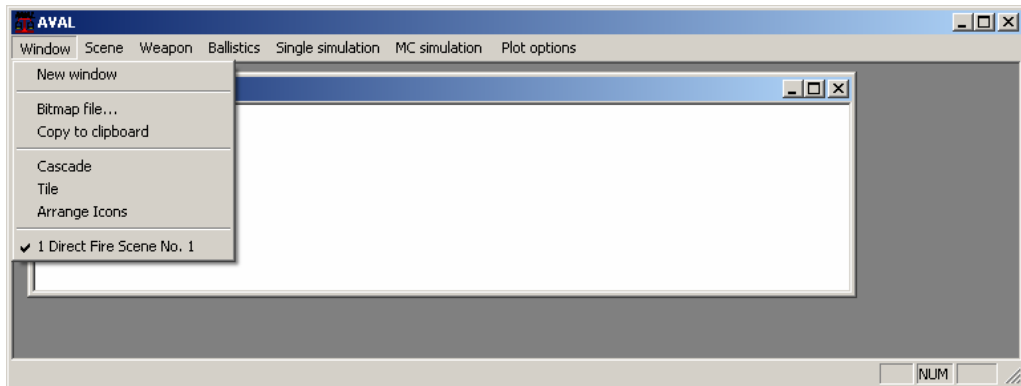 AVAL
Window Scene Weapon Ballistics Single simulation MC simulation Plot options
New window
Bitmap file...
Copy to clipboard
Cascade
Tile
Arrange Icons
1 Direct Fire Scene No. 1
NUM